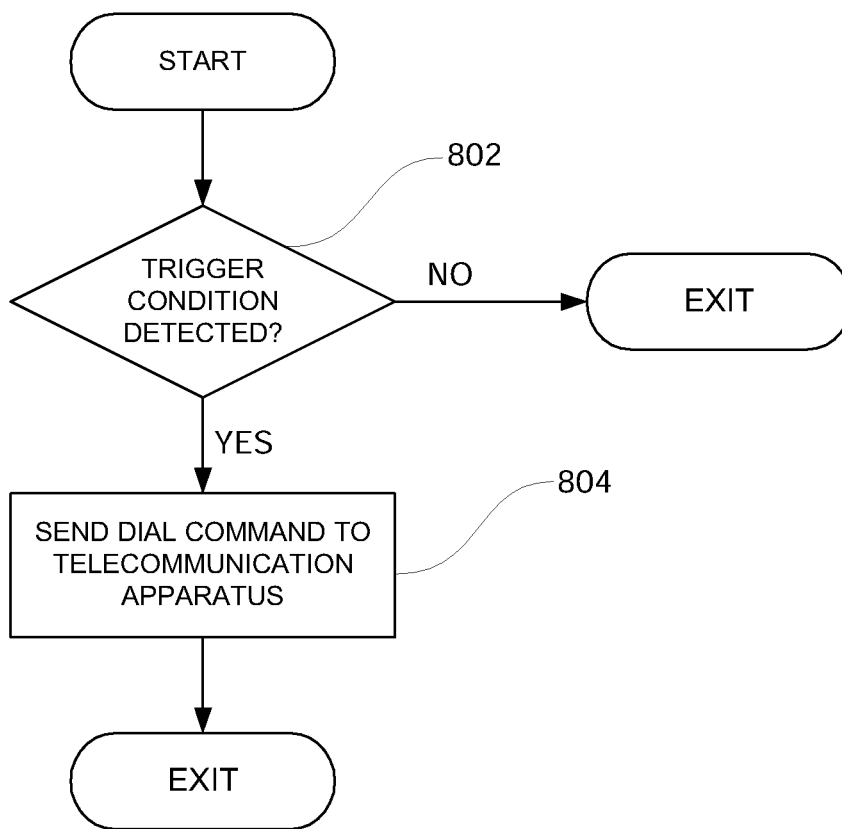 START
802
TRIGGER
CONDITION
DETECTED?
NO
EXIT
YES
804
SEND DIAL COMMAND TO
TELECOMMUNICATION
APPARATUS
EXIT